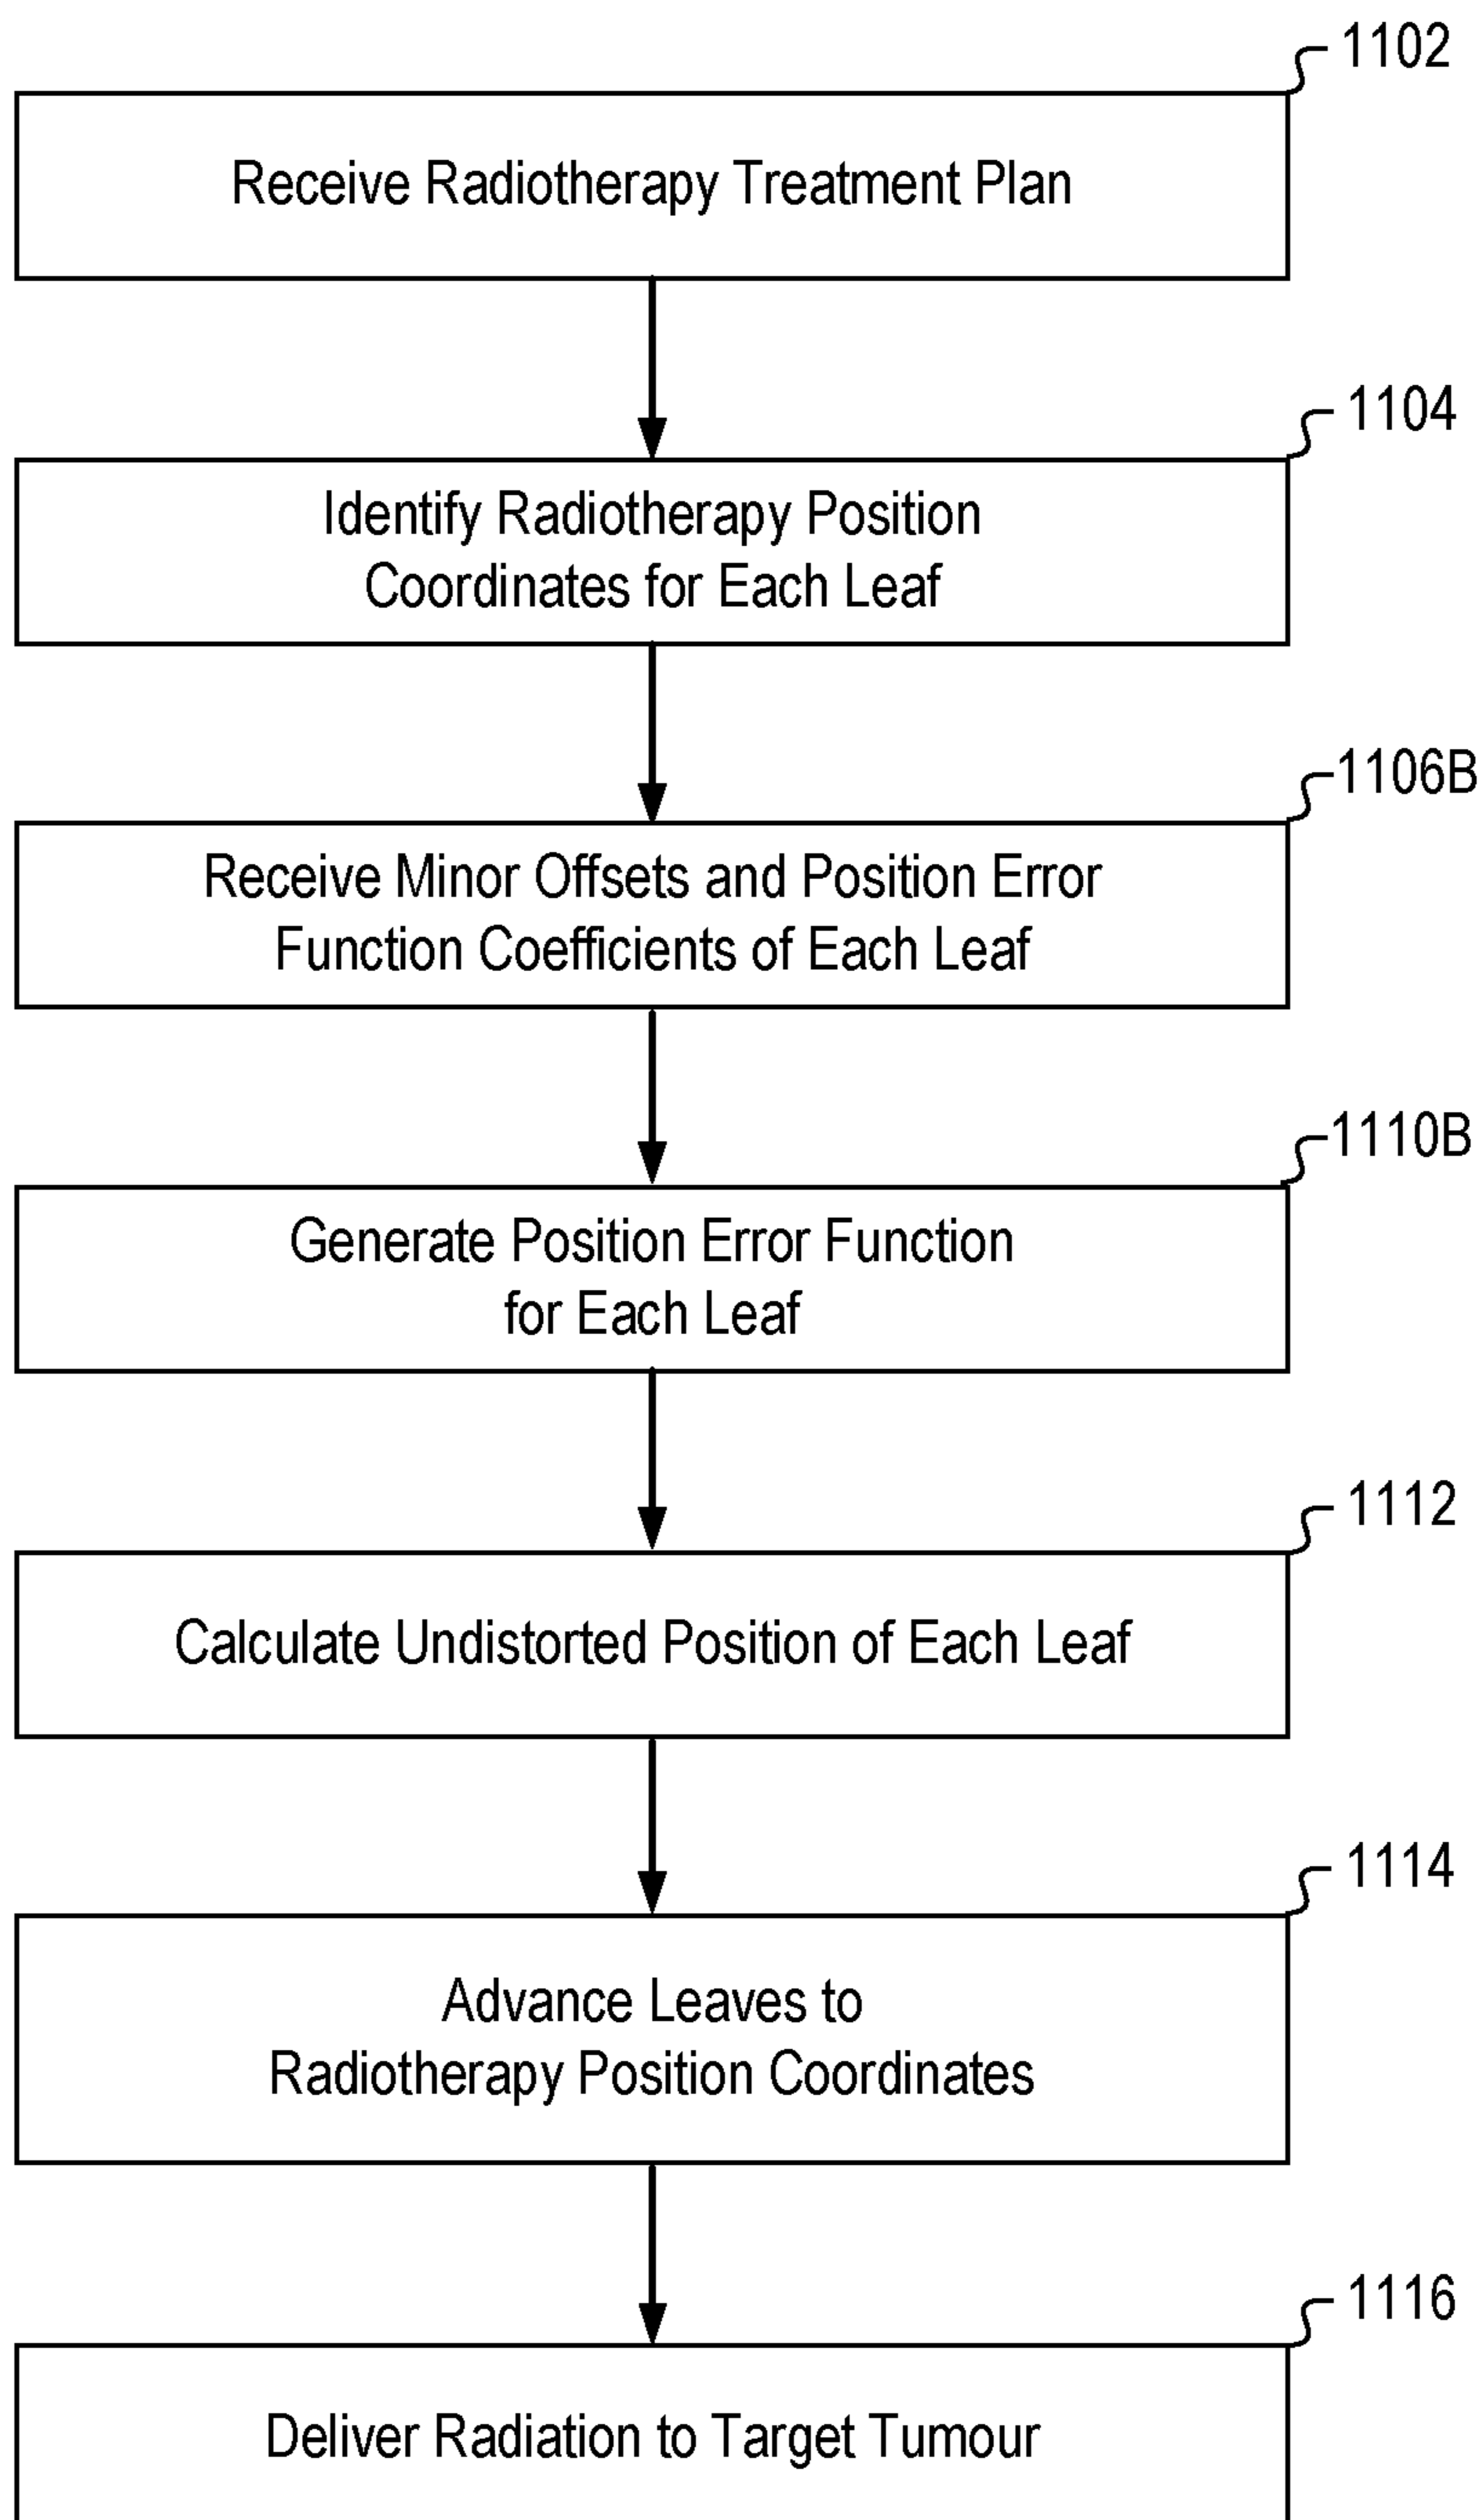 1102
Receive Radiotherapy Treatment Plan
1104
Identify Radiotherapy Position
Coordinates for Each Leaf
1106B
Receive Minor Offsets and Position Error
Function Coefficients of Each Leaf
1110B
Generate Position Error Function
for Each Leaf
1112
Calculate Undistorted Position of Each Leaf
1114
Advance Leaves to
Radiotherapy Position Coordinates
1116
Deliver Radiation to Target Tumour